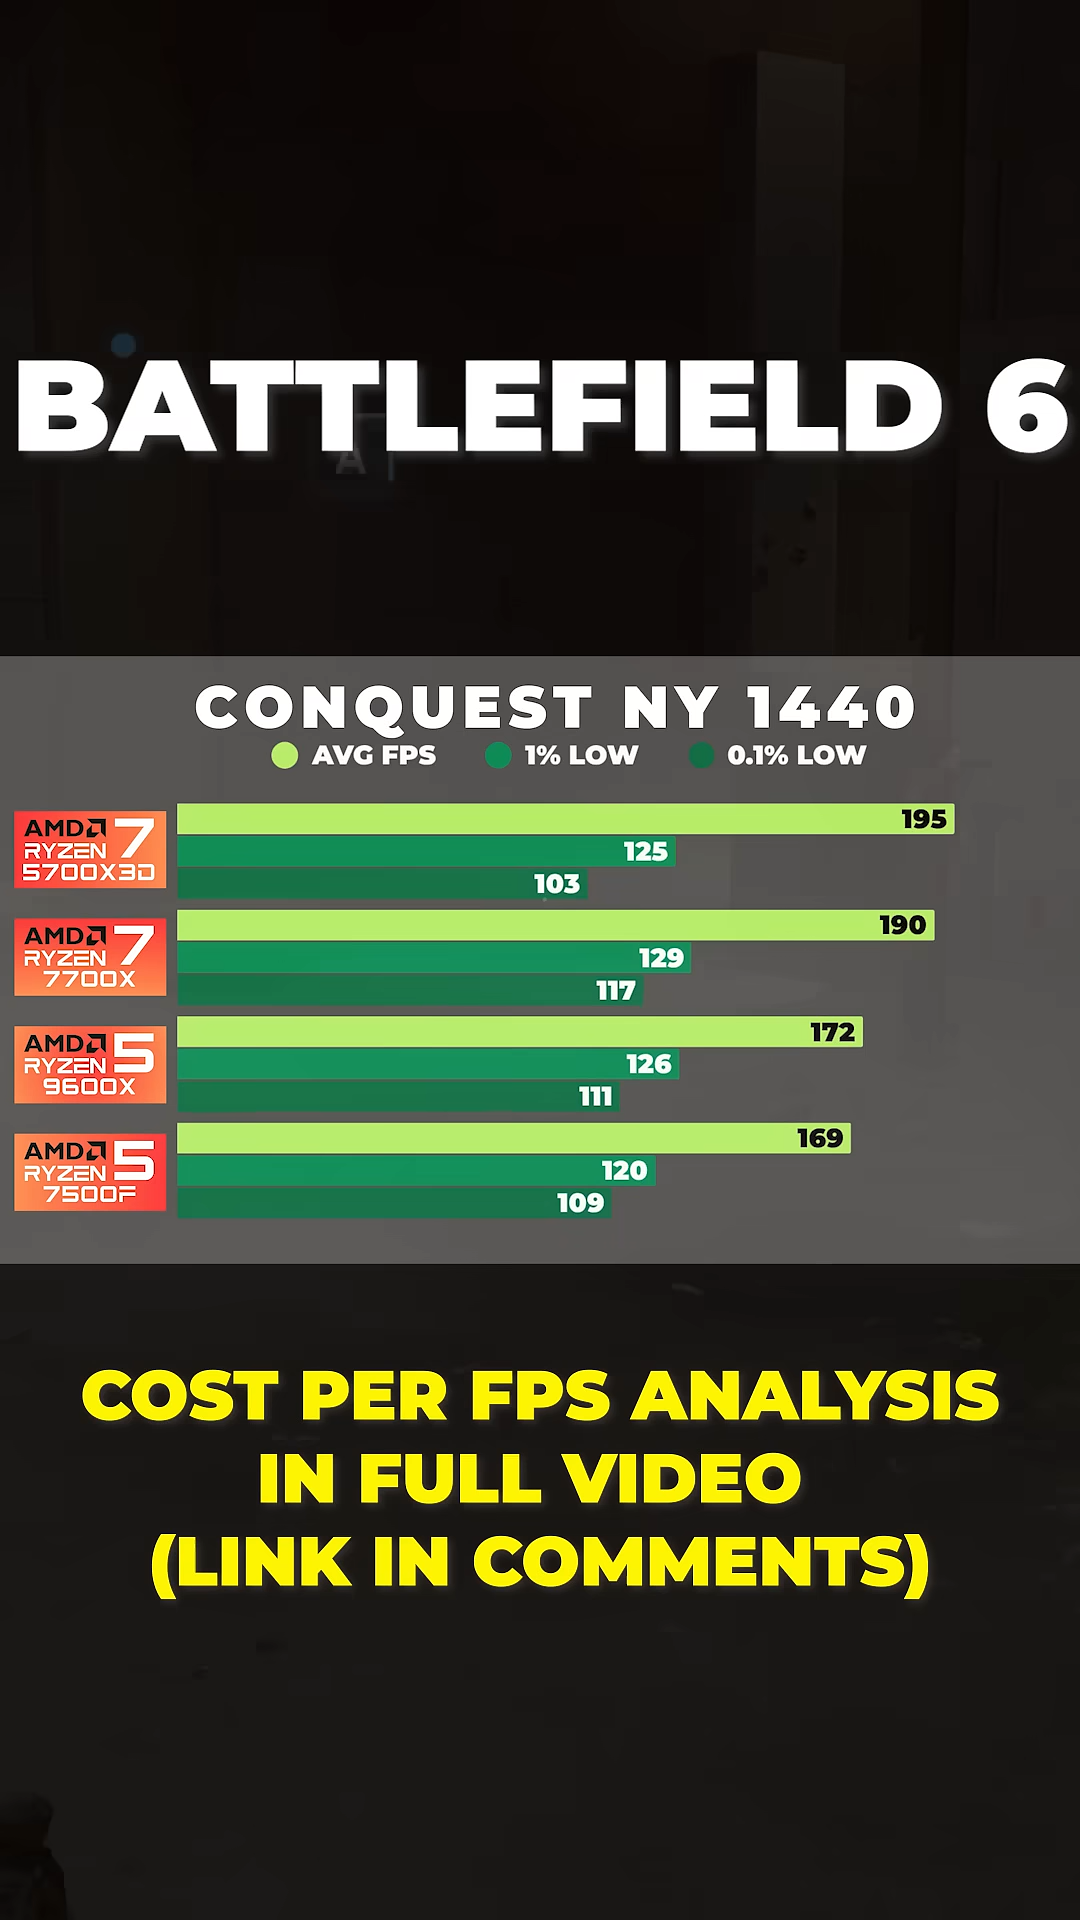 BATTLEFIELD 6
A
CONQUEST NY 1440
AVG FPS 1% LOW 0.1% LOW
AMD RYZEN 7 5700X3D
195
125
103
AMD RYZEN 7 7700X
190
129
117
AMD RYZEN 5 9600X
172
126
111
AMD RYZEN 5 7500F
169
120
109
COST PER FPS ANALYSIS
IN FULL VIDEO
(LINK IN COMMENTS)